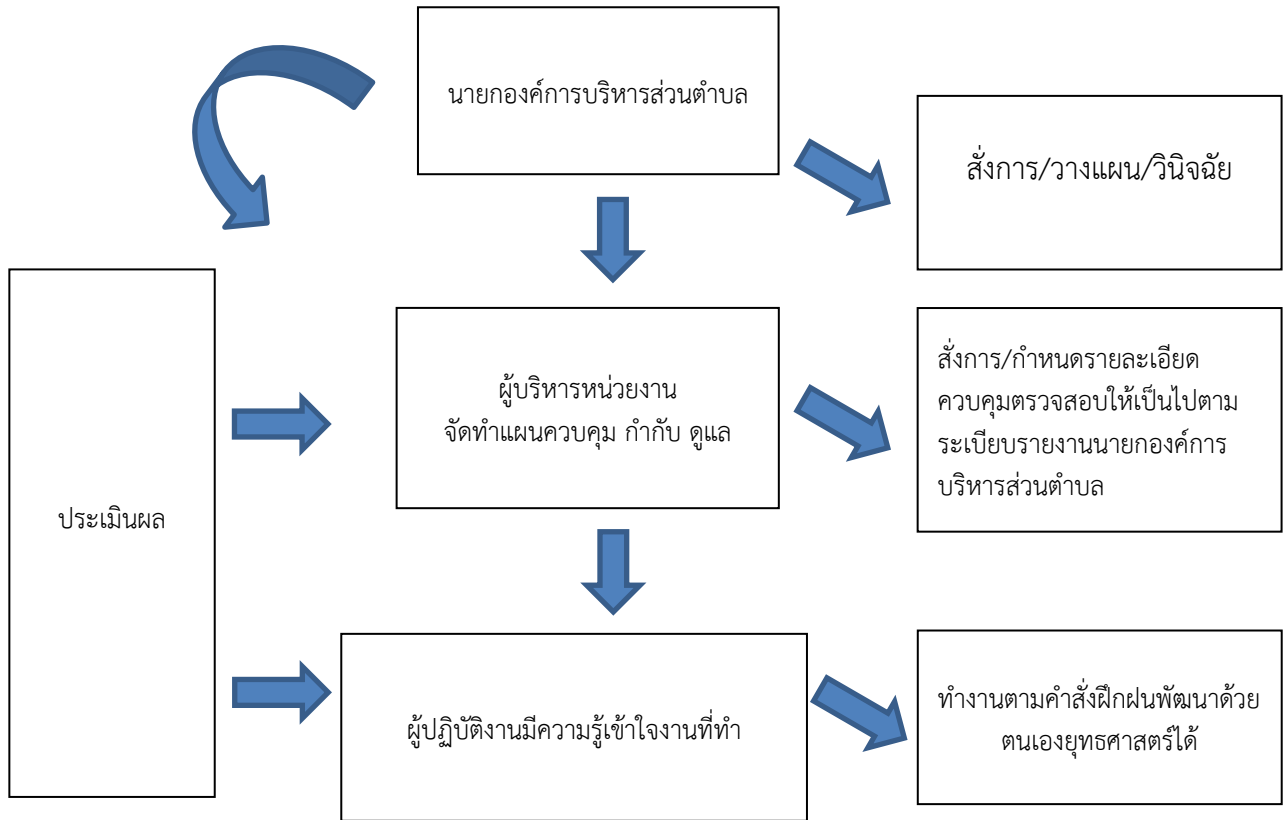 นายกองค์การบริหารส่วนตำบล
สั่งการ/วางแผน/วินิจฉัย
ผู้บริหารหน่วยงาน
จัดทำแผนควบคุม กำกับ ดูแล
สั่งการ/กำหนดรายละเอียด
ควบคุมตรวจสอบให้เป็นไปตาม
ระเบียบรายงานนายกองค์การ
บริหารส่วนตำบล
ประเมินผล
ผู้ปฏิบัติงานมีความรู้เข้าใจงานที่ทำ
ทำงานตามคำสั่งฝึกฝนพัฒนาด้วย
ตนเองยุทธศาสตร์ได้